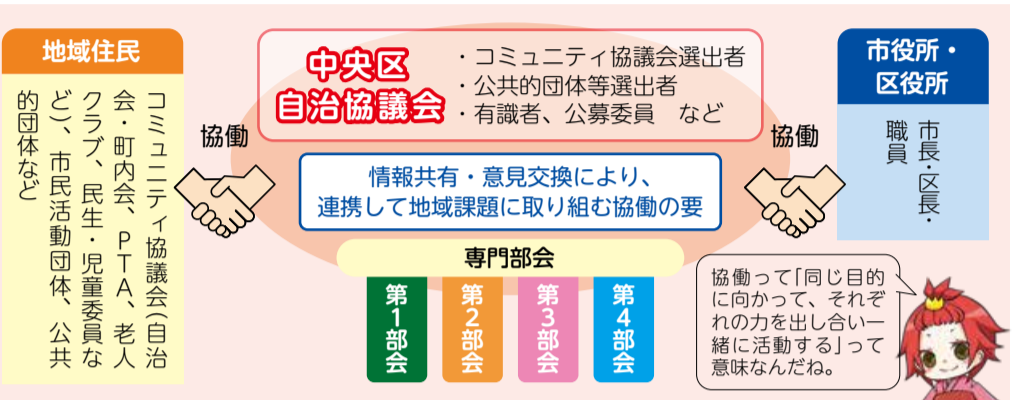 地域住民
コミュニティ協議会(自治
会・町内会、PTA、老人
クラブ、民生・児童委員な
ど)、市民活動団体、公共
的団体など
協働
中央区
自治協議会
・コミュニティ協議会選出者
・公共的団体等選出者
・有識者、公募委員 など
情報共有・意見交換により、
連携して地域課題に取り組む協働の要
専門部会
第1部会
第2部会
第3部会
第4部会
協働
市役所・
区役所
市長・区長・
職員
協働って「同じ目的
に向かって、それぞ
れの力を出し合い一
緒に活動する」って
意味なんだね。